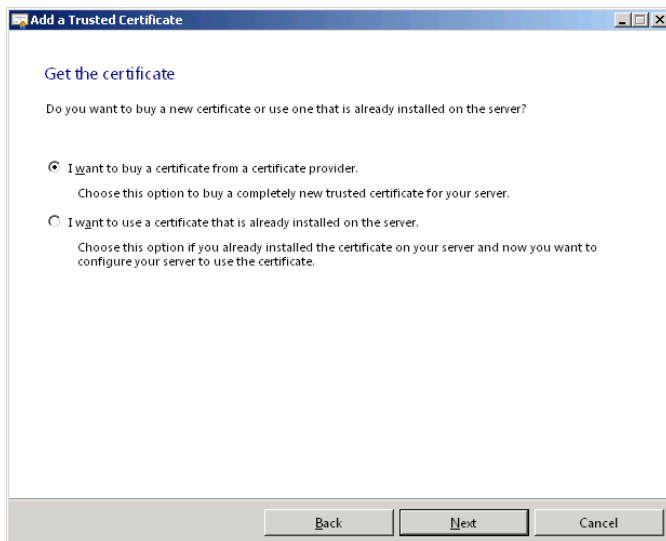 Add a Trusted Certificate
Get the certificate
Do you want to buy a new certificate or use one that is already installed on the server?
I want to buy a certificate from a certificate provider.
Choose this option to buy a completely new trusted certificate for your server.
I want to use a certificate that is already installed on the server.
Choose this option if you already installed the certificate on your server and now you want to
configure your server to use the certificate.
Back Next Cancel